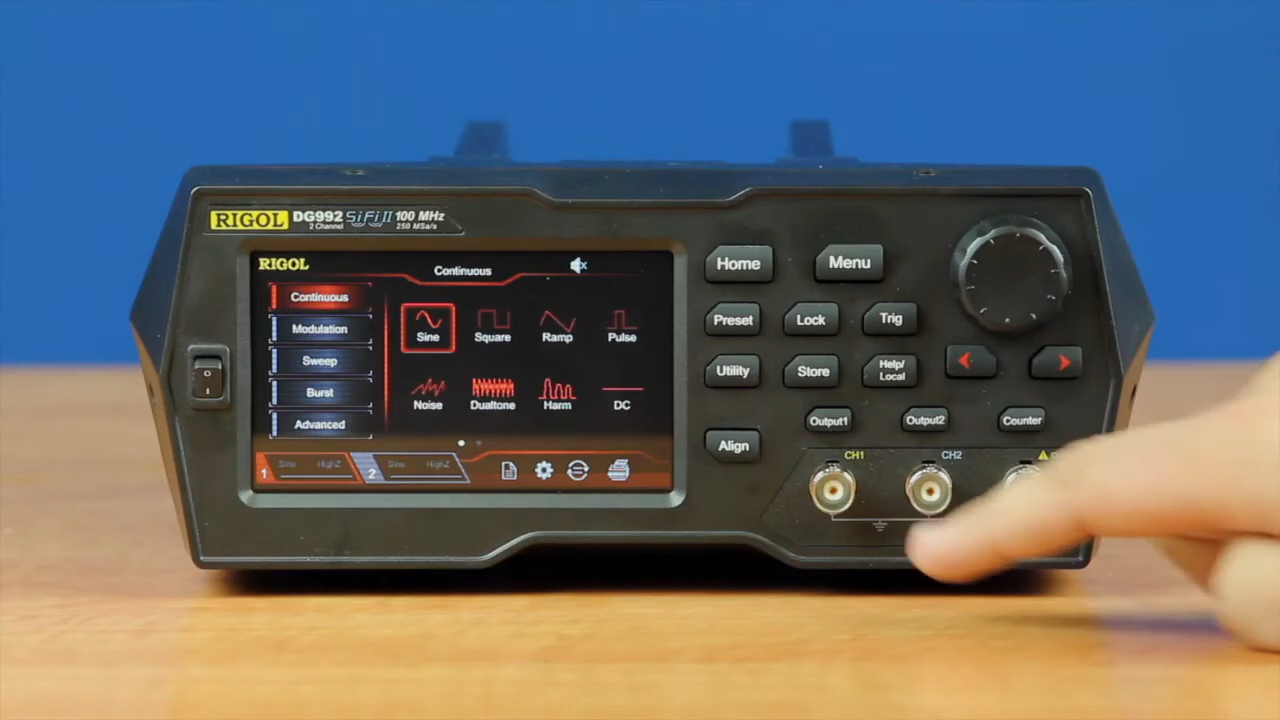 RIGOL DG992 SiFi II 100 MHz
2 Channel 250 MSa/s
RIGOL
Continuous
Continuous
Modulation
Sweep
Burst
Advanced
Sine Square Ramp Pulse
Noise Dualtone Harm DC
1 Sine HighZ
2 Sine HighZ
O
I
Home Menu
Preset Lock Trig
Utility Store Help/
Local
Output1 Output2 Counter
Align
CH1 CH2